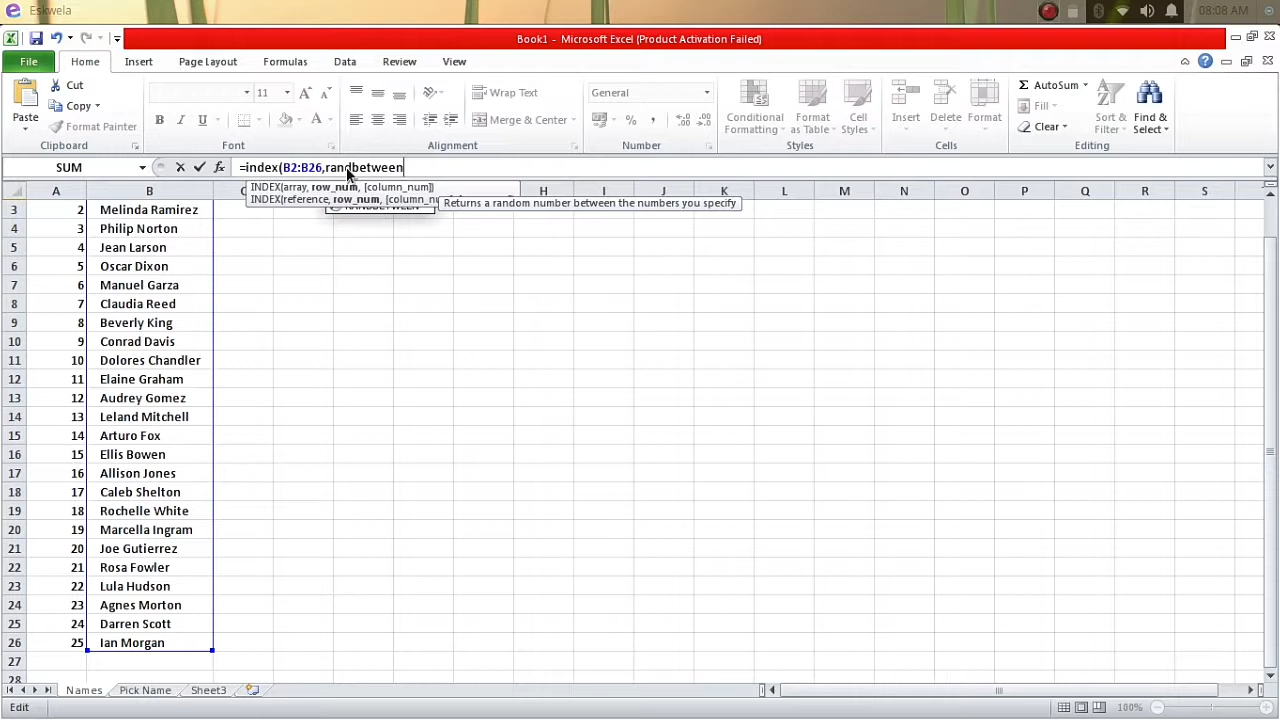 Eskwela
08:08 AM
Book1 - Microsoft Excel (Product Activation Failed)
File Home Insert Page Layout Formulas Data Review View
Paste
Cut
Copy
Format Painter
Clipboard
11
A A
B I U A
Font
Wrap Text
Merge & Center
Alignment
General
%
Number
Conditional Formatting
Format as Table
Cell Styles
Styles
Insert
Delete
Format
Cells
Σ AutoSum
Fill
Clear
Sort & Filter
Find & Select
Editing
SUM
fx
=index(B2:B26,randbetween
INDEX(array, row_num, [column_num])
INDEX(reference, row_num, [column_nu
RANDBETWEEN
Returns a random number between the numbers you specify
A B C H I J K L M N O P Q R S
3 2 Melinda Ramirez
4 3 Philip Norton
5 4 Jean Larson
6 5 Oscar Dixon
7 6 Manuel Garza
8 7 Claudia Reed
9 8 Beverly King
10 9 Conrad Davis
11 10 Dolores Chandler
12 11 Elaine Graham
13 12 Audrey Gomez
14 13 Leland Mitchell
15 14 Arturo Fox
16 15 Ellis Bowen
17 16 Allison Jones
18 17 Caleb Shelton
19 18 Rochelle White
20 19 Marcella Ingram
21 20 Joe Gutierrez
22 21 Rosa Fowler
23 22 Lula Hudson
24 23 Agnes Morton
25 24 Darren Scott
26 25 Ian Morgan
27
28
Names Pick Name Sheet3
Edit
100%